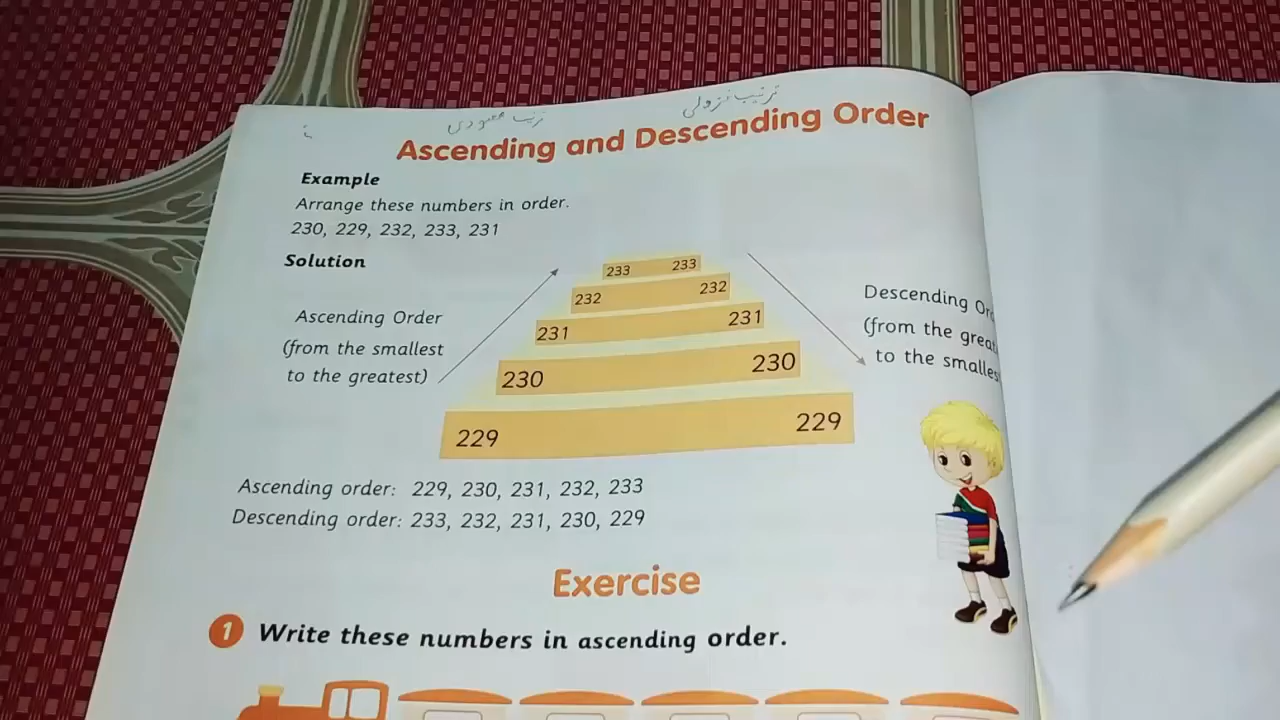 ترتیب نزولی
ترتیب صعودی
Ascending and Descending Order
Example
Arrange these numbers in order.
230, 229, 232, 233, 231
Solution
233 233
232 232
231 231
230 230
229 229
Ascending Order
(from the smallest
to the greatest)
Descending
(from the
to the
Ascending order: 229, 230, 231, 232, 233
Descending order: 233, 232, 231, 230, 229
Exercise
1 Write these numbers in ascending order.